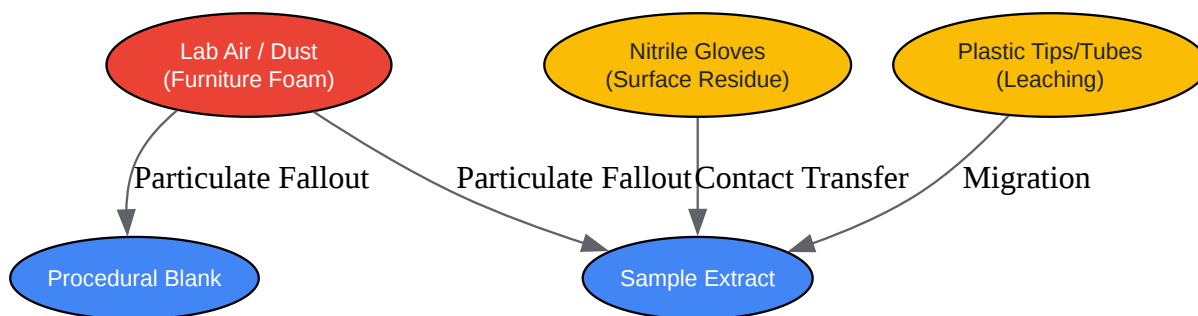 Lab Air / Dust
(Furniture Foam)
Nitrile Gloves
(Surface Residue)
Plastic Tips/Tubes
(Leaching)
Particulate Fallout
Particulate Fallout
Contact Transfer
Migration
Procedural Blank
Sample Extract